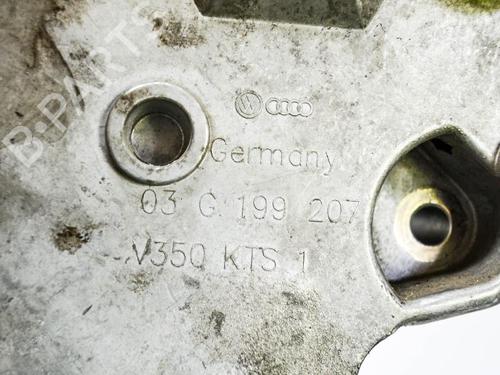 B-PARTS
Germany
03 G 199 207
V350 KTS 1